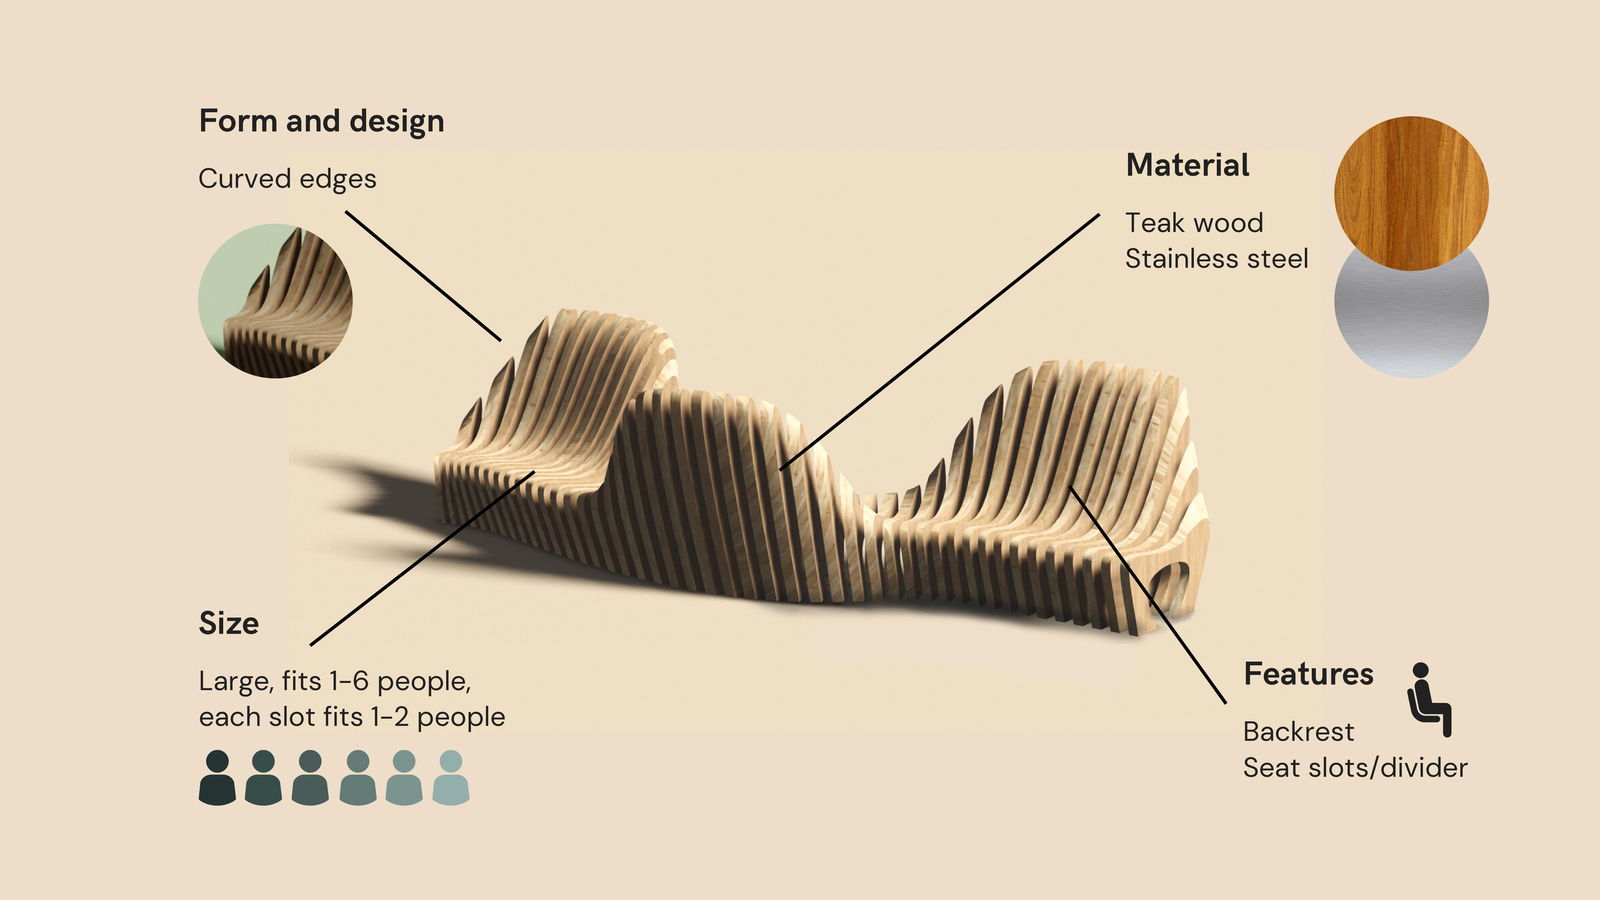 Form and design
Curved edges
Material
Teak wood
Stainless steel
Size
Large, fits 1-6 people,
each slot fits 1-2 people
Features
Backrest
Seat slots/divider